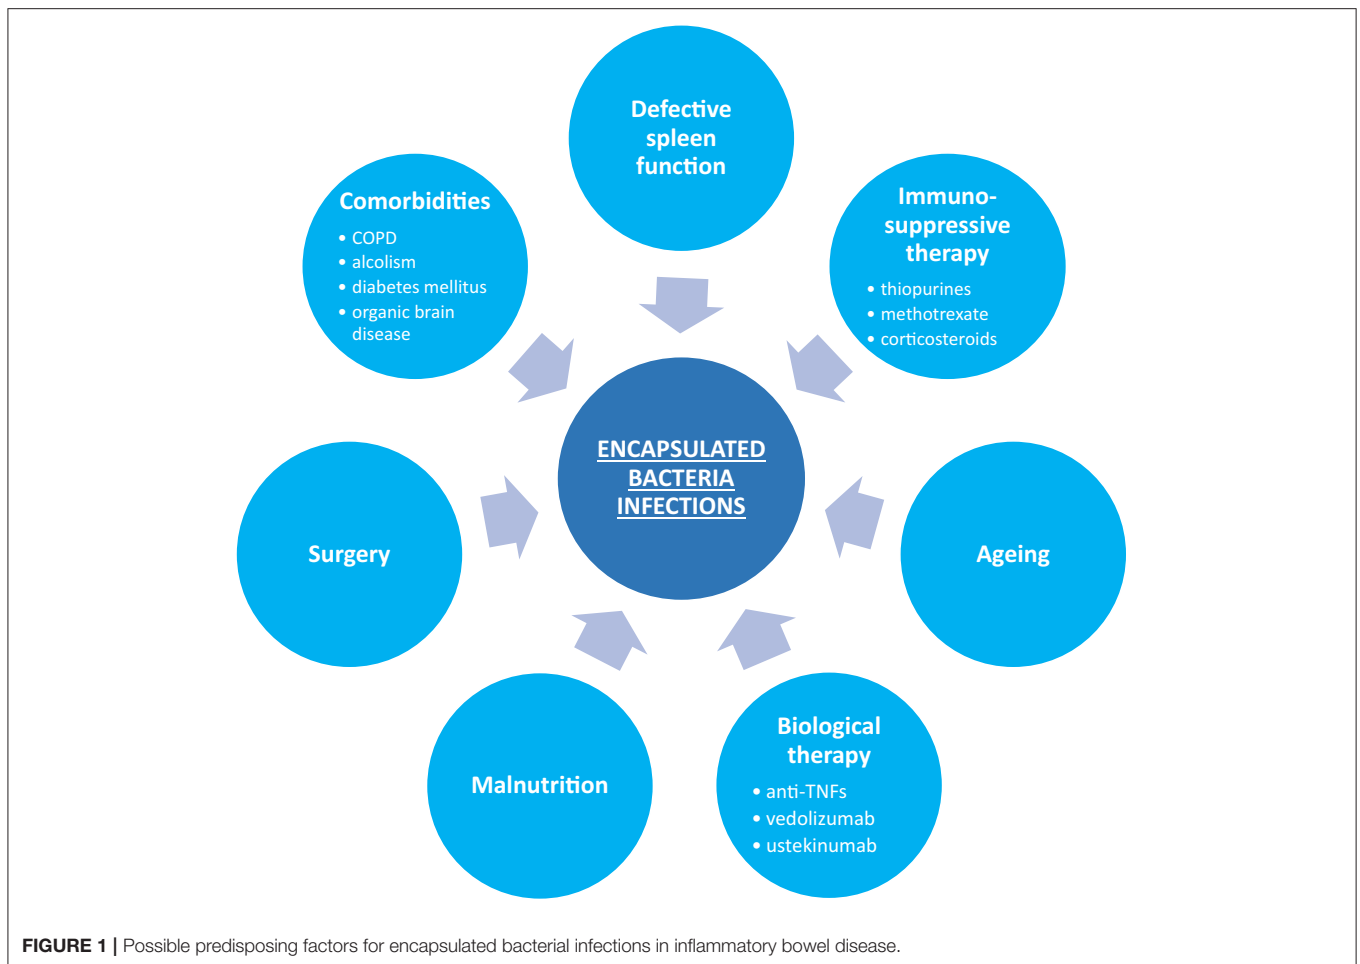 Defective
spleen
function
Comorbidities
• COPD
• alcolism
• diabetes mellitus
• organic brain
disease
Immuno-
suppressive
therapy
• thiopurines
• methotrexate
• corticosteroids
ENCAPSULATED
BACTERIA
INFECTIONS
Surgery
Ageing
Malnutrition
Biological
therapy
• anti-TNFs
• vedolizumab
• ustekinumab
FIGURE 1 | Possible predisposing factors for encapsulated bacterial infections in inflammatory bowel disease.